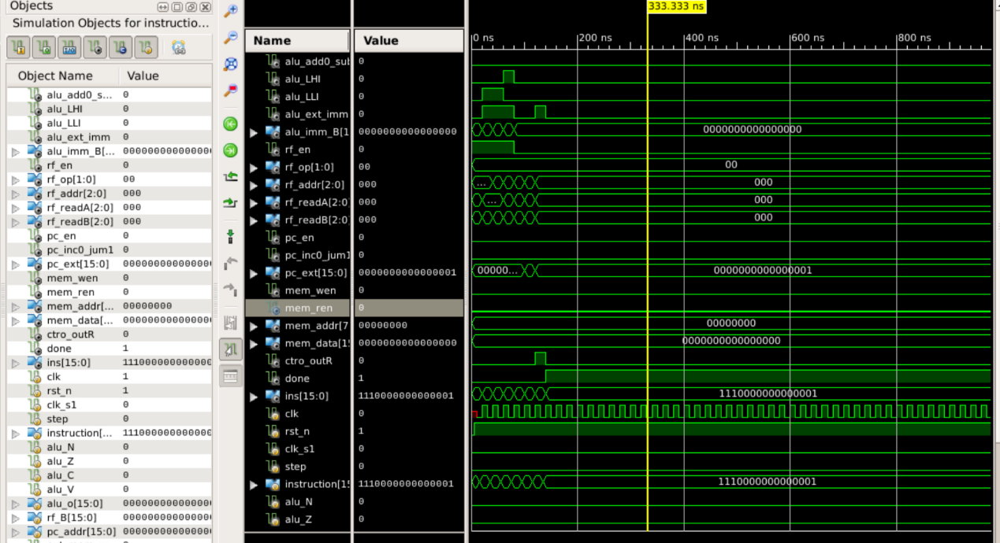 Objects
Simulation Objects for instructio...
Object Name Value
alu_add0_s... 0
alu_LHI 0
alu_LLI 0
alu_ext_imm 0
alu_imm_B[... 000000000000000
rf_en 0
rf_op[1:0] 00
rf_addr[2:0] 000
rf_readA[2:0] 000
rf_readB[2:0] 000
pc_en 0
pc_inc0_jum1 0
pc_ext[15:0] 000000000000000
mem_wen 0
mem_ren 0
mem_addr[... 00000000
mem_data[... 000000000000000
ctro_outR 0
done 1
ins[15:0] 111000000000000
clk 1
rst_n 1
clk_s1 0
step 0
instruction[... 111000000000000
alu_N 0
alu_Z 0
alu_C 0
alu_V 0
alu_o[15:0] 000000000000000
rf_B[15:0] 000000000000000
pc_addr[15:0] 000000000000000
Name Value
alu_add0_sub 0
alu_LHI 0
alu_LLI 0
alu_ext_imm 0
alu_imm_B[1 0000000000000000
rf_en 0
rf_op[1:0] 00
rf_addr[2:0] 000
rf_readA[2:0 000
rf_readB[2:0 000
pc_en 0
pc_inc0_jum1 0
pc_ext[15:0] 0000000000000001
mem_wen 0
mem_ren 0
mem_addr[7 00000000
mem_data[1 0000000000000000
ctro_outR 0
done 1
ins[15:0] 1110000000000001
clk 0
rst_n 1
clk_s1 0
step 0
instruction[1 1110000000000001
alu_N 0
alu_Z 0
333.333 ns
0 ns 200 ns 400 ns 600 ns 800 ns
0000000000000000
00
... 000
... 000
000
00000... 0000000000000001
00000000
0000000000000000
1110000000000001
1110000000000001